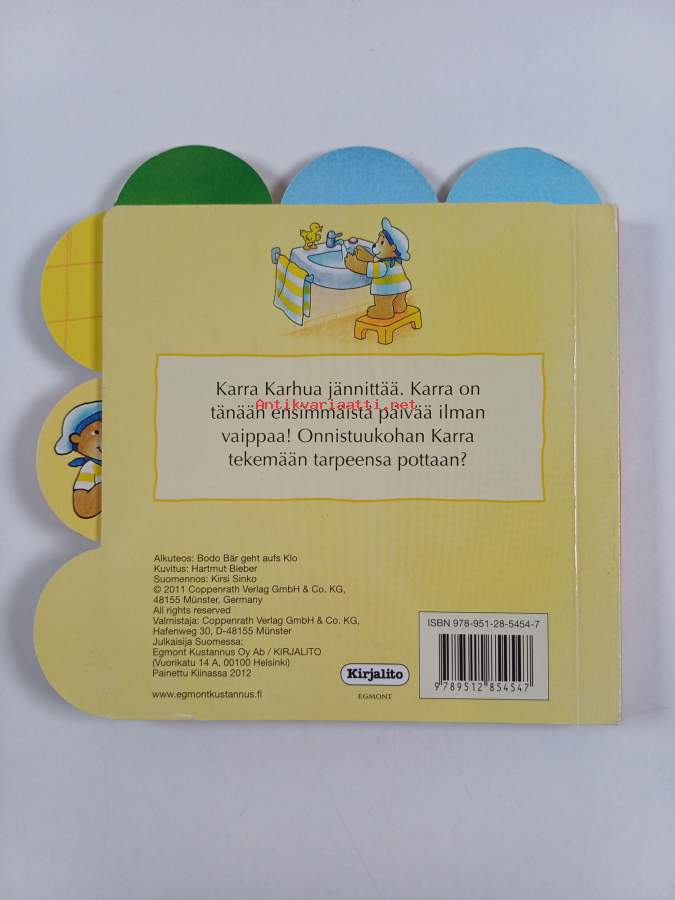 Karra Karhua jännittää. Karra on
Antikvariaatti.net
tänään ensimmäistä päivää ilman
vaippaa! Onnistuukohan Karra
tekemään tarpeensa pottaan?
Alkuteos: Bodo Bär geht aufs Klo
Kuvitus: Hartmut Bieber
Suomennos: Kirsi Sinko
© 2011 Coppenrath Verlag GmbH & Co. KG,
48155 Münster, Germany
All rights reserved
Valmistaja: Coppenrath Verlag GmbH & Co. KG,
Hafenweg 30, D-48155 Münster
Julkaisija Suomessa:
Egmont Kustannus Oy Ab / KIRJALITO
(Vuorikatu 14 A, 00100 Helsinki)
Painettu Kiinassa 2012
www.egmontkustannus.fi
Kirjalito
EGMONT
ISBN 978-951-28-5454-7
9 789512 854547